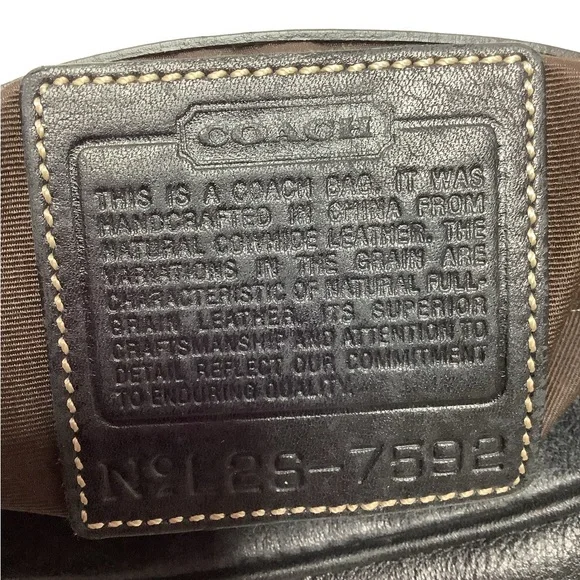 COACH
THIS IS A COACH BAG. IT WAS
HANDCRAFTED IN CHINA FROM
NATURAL COWHIDE LEATHER. THE
VARIATIONS IN THE GRAIN ARE
CHARACTERISTIC OF NATURAL FULL-
GRAIN LEATHER. ITS SUPERIOR
CRAFTSMANSHIP AND ATTENTION TO
DETAIL REFLECT OUR COMMITMENT
TO ENDURING QUALITY.
Nº L2S-7592